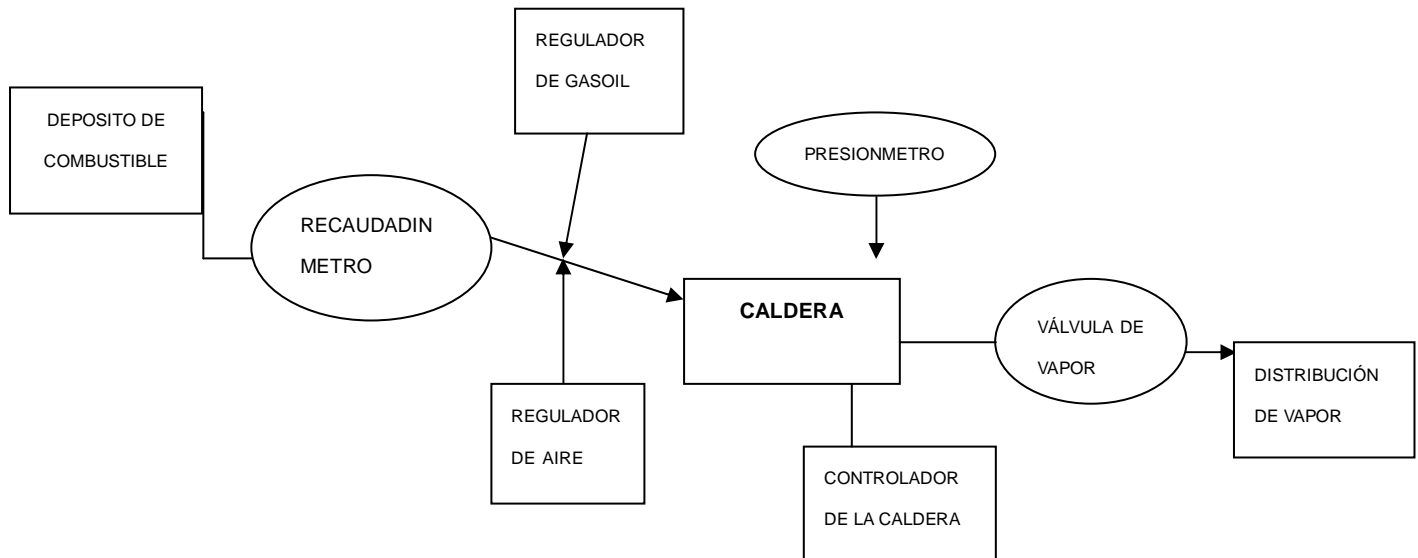 REGULADOR
DE GASOIL
DEPOSITO DE
COMBUSTIBLE
PRESIONMETRO
RECAUDADIN
METRO
CALDERA
VÁLVULA DE
VAPOR
DISTRIBUCIÓN
DE VAPOR
REGULADOR
DE AIRE
CONTROLADOR
DE LA CALDERA